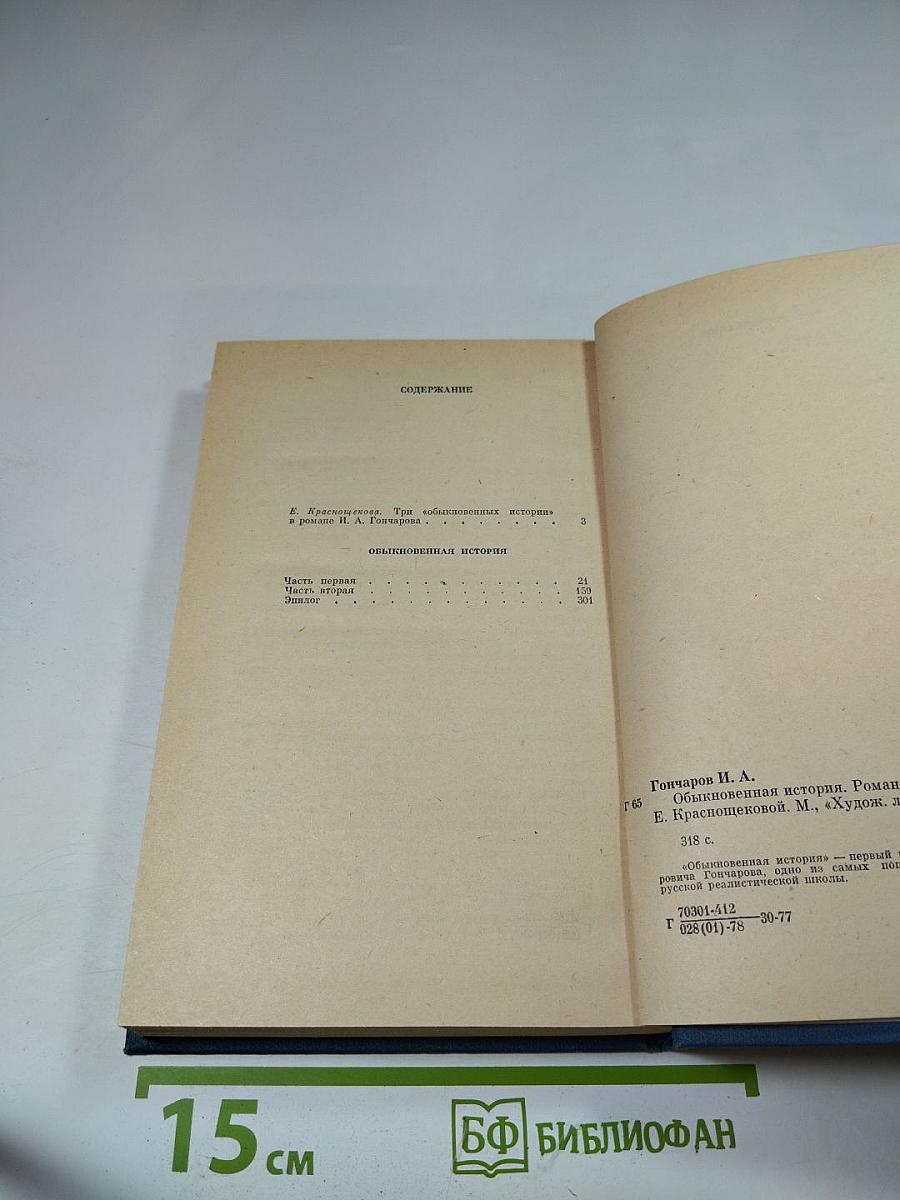 СОДЕРЖАНИЕ
Е. Краснощекова. Три «обыкновенных истории»
в романе И. А. Гончарова . . . . . . . . 3
ОБЫКНОВЕННАЯ ИСТОРИЯ
Часть первая . . . . . . . . . . . . 21
Часть вторая . . . . . . . . . . . . 159
Эпилог . . . . . . . . . . . . . 301
Гончаров И. А.
Г 65 Обыкновенная история. Роман
Е. Краснощековой. М., «Худож. л
318 с.
«Обыкновенная история» — первый
ровича Гончарова, одно из самых поп
русской реалистической школы.
Г 70301-412
028(01)-78 30-77
15 см
БФ БИБЛИОФАН